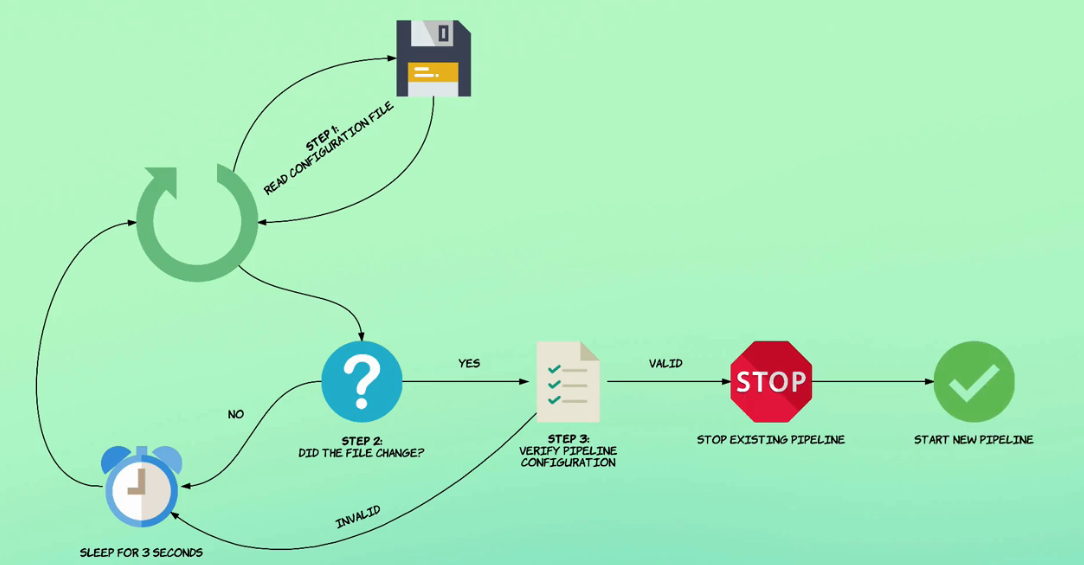 STEP 1:
READ CONFIGURATION FILE
YES
VALID
STOP
NO
STEP 2:
DID THE FILE CHANGE?
STEP 3:
VERIFY PIPELINE
CONFIGURATION
STOP EXISTING PIPELINE
START NEW PIPELINE
INVALID
SLEEP FOR 3 SECONDS